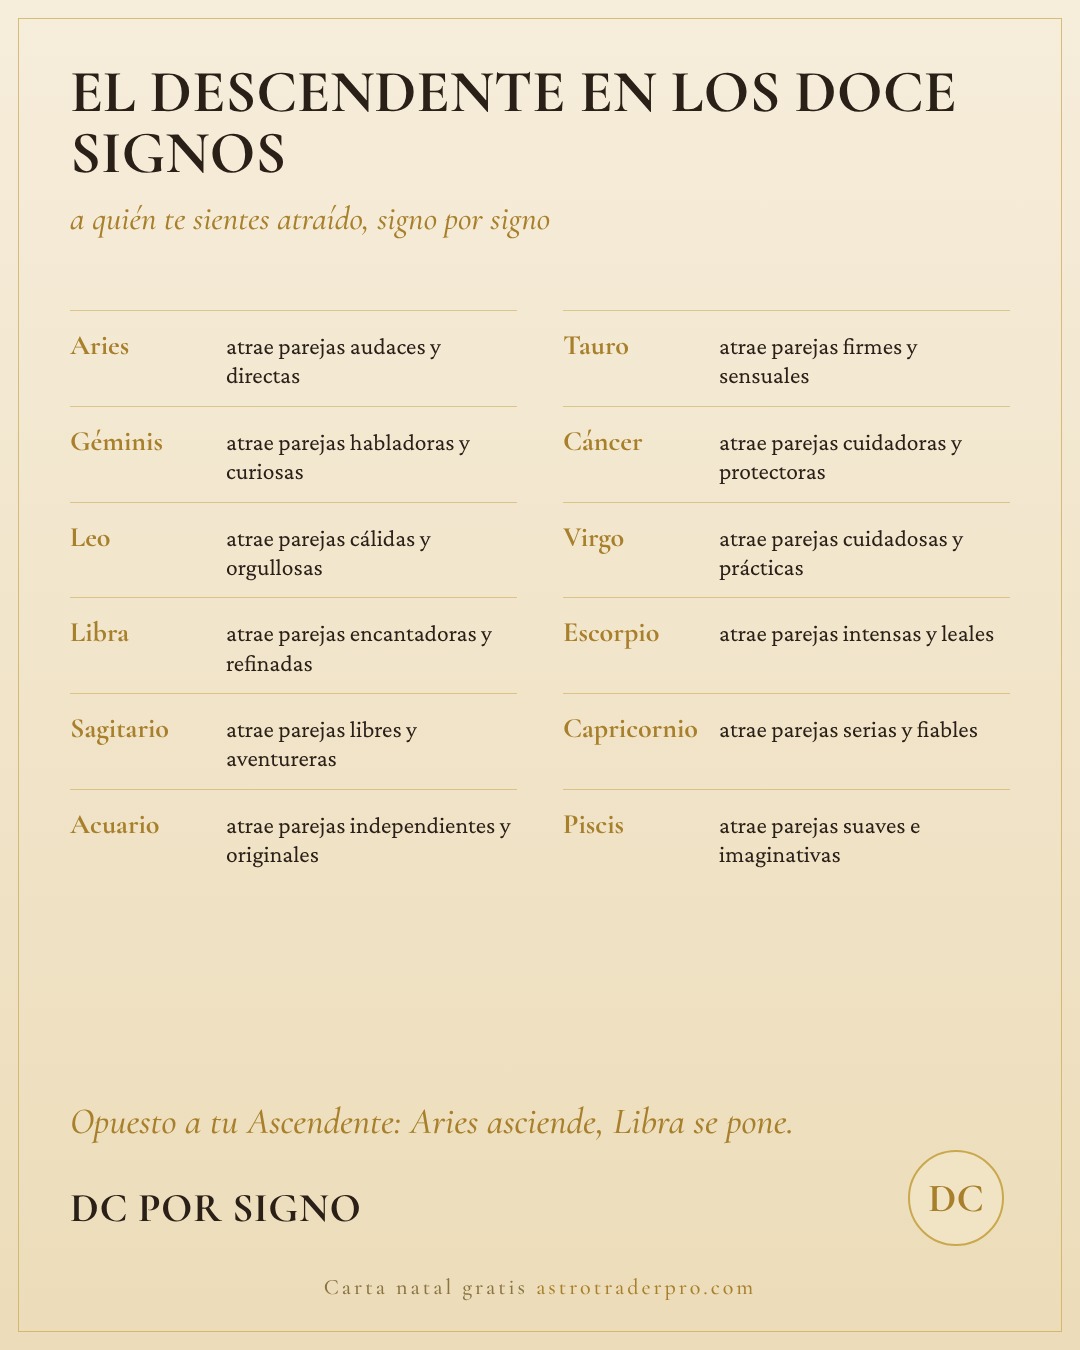 EL DESCENDENTE EN LOS DOCE
SIGNOS
a quién te sientes atraído, signo por signo
Aries
atrae parejas audaces y
directas
Tauro
atrae parejas firmes y
sensuales
Géminis
atrae parejas habladoras y
curiosas
Cáncer
atrae parejas cuidadoras y
protectoras
Leo
atrae parejas cálidas y
orgullosas
Virgo
atrae parejas cuidadosas y
prácticas
Libra
atrae parejas encantadoras y
refinadas
Escorpio
atrae parejas intensas y leales
Sagitario
atrae parejas libres y
aventureras
Capricornio
atrae parejas serias y fiables
Acuario
atrae parejas independientes y
originales
Piscis
atrae parejas suaves e
imaginativas
Opuesto a tu Ascendente: Aries asciende, Libra se pone.
DC POR SIGNO
DC
Carta natal gratis astrotraderpro.com